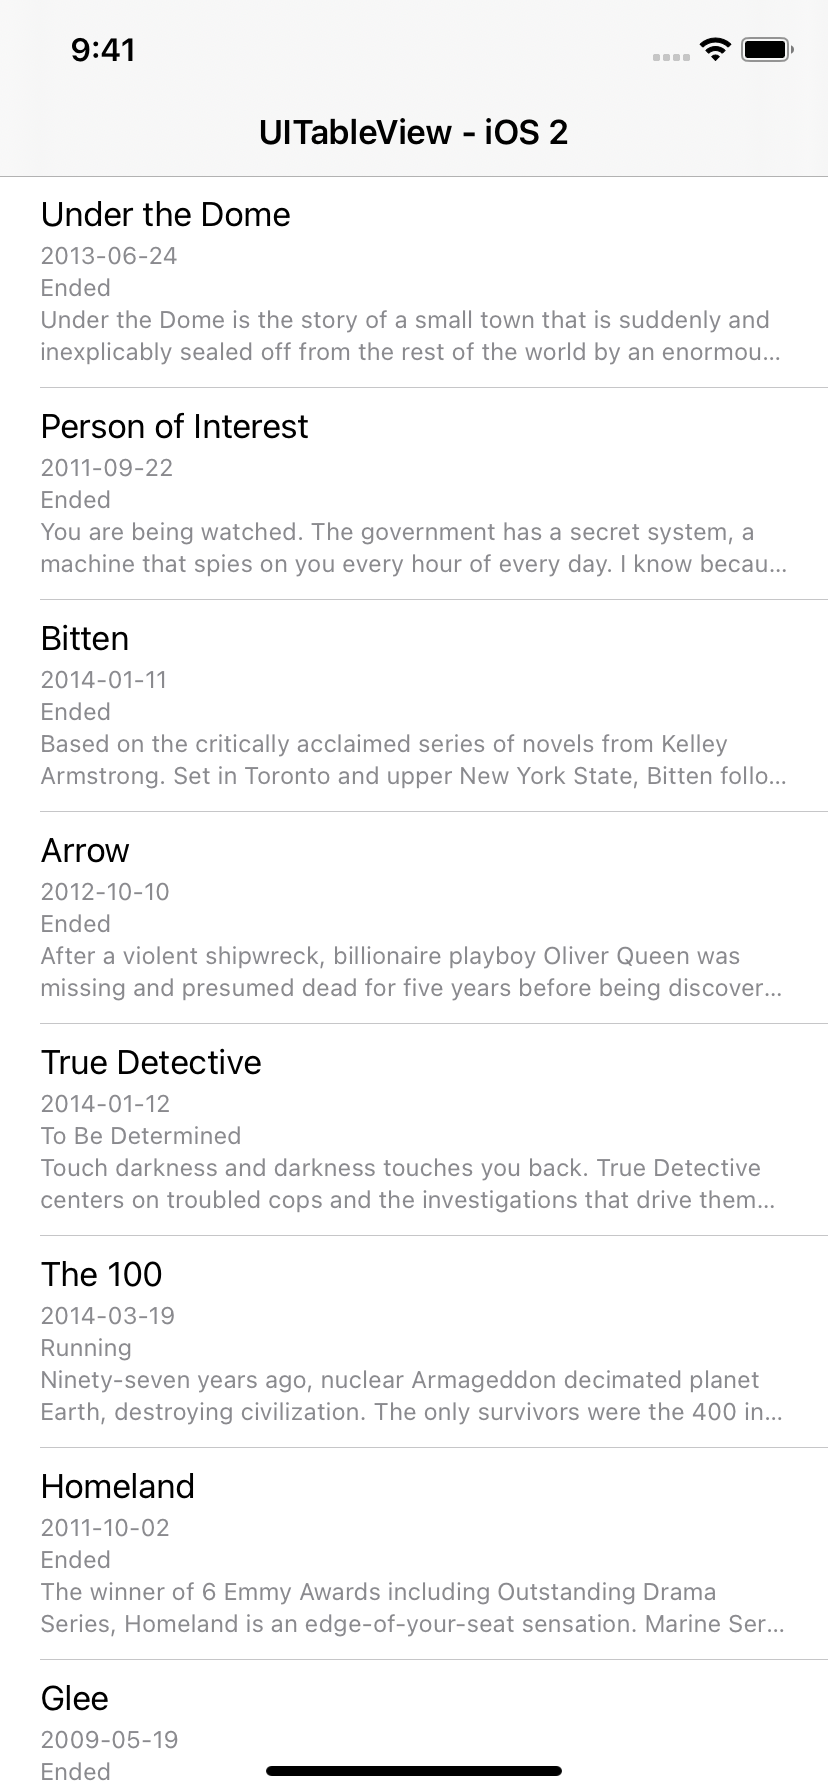 9:41
UITableView - iOS 2
Under the Dome
2013-06-24
Ended
Under the Dome is the story of a small town that is suddenly and
inexplicably sealed off from the rest of the world by an enormou...
Person of Interest
2011-09-22
Ended
You are being watched. The government has a secret system, a
machine that spies on you every hour of every day. I know becau...
Bitten
2014-01-11
Ended
Based on the critically acclaimed series of novels from Kelley
Armstrong. Set in Toronto and upper New York State, Bitten follo...
Arrow
2012-10-10
Ended
After a violent shipwreck, billionaire playboy Oliver Queen was
missing and presumed dead for five years before being discover...
True Detective
2014-01-12
To Be Determined
Touch darkness and darkness touches you back. True Detective
centers on troubled cops and the investigations that drive them...
The 100
2014-03-19
Running
Ninety-seven years ago, nuclear Armageddon decimated planet
Earth, destroying civilization. The only survivors were the 400 in...
Homeland
2011-10-02
Ended
The winner of 6 Emmy Awards including Outstanding Drama
Series, Homeland is an edge-of-your-seat sensation. Marine Ser...
Glee
2009-05-19
Ended